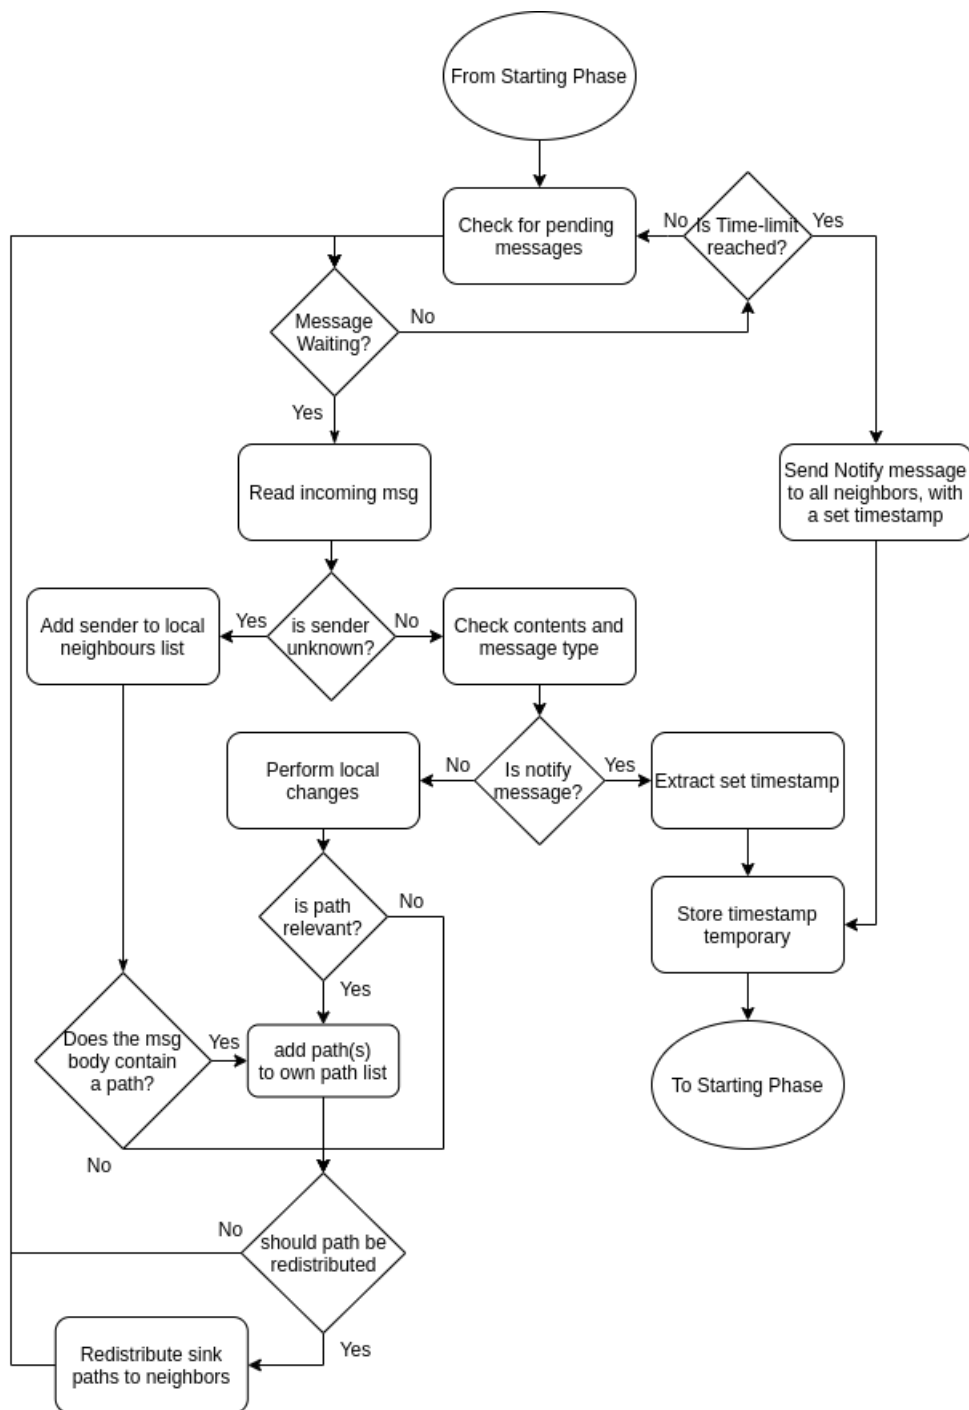 From Starting Phase
Check for pending
messages
No
Is Time-limit
reached?
Yes
Message
Waiting?
No
Yes
Read incoming msg
Send Notify message
to all neighbors, with
a set timestamp
Add sender to local
neighbours list
Yes
is sender
unknown?
No
Check contents and
message type
Perform local
changes
No
Is notify
message?
Yes
Extract set timestamp
is path
relevant?
No
Yes
Store timestamp
temporary
Does the msg
body contain
a path?
Yes
add path(s)
to own path list
To Starting Phase
No
No
should path be
redistributed
Yes
Redistribute sink
paths to neighbors